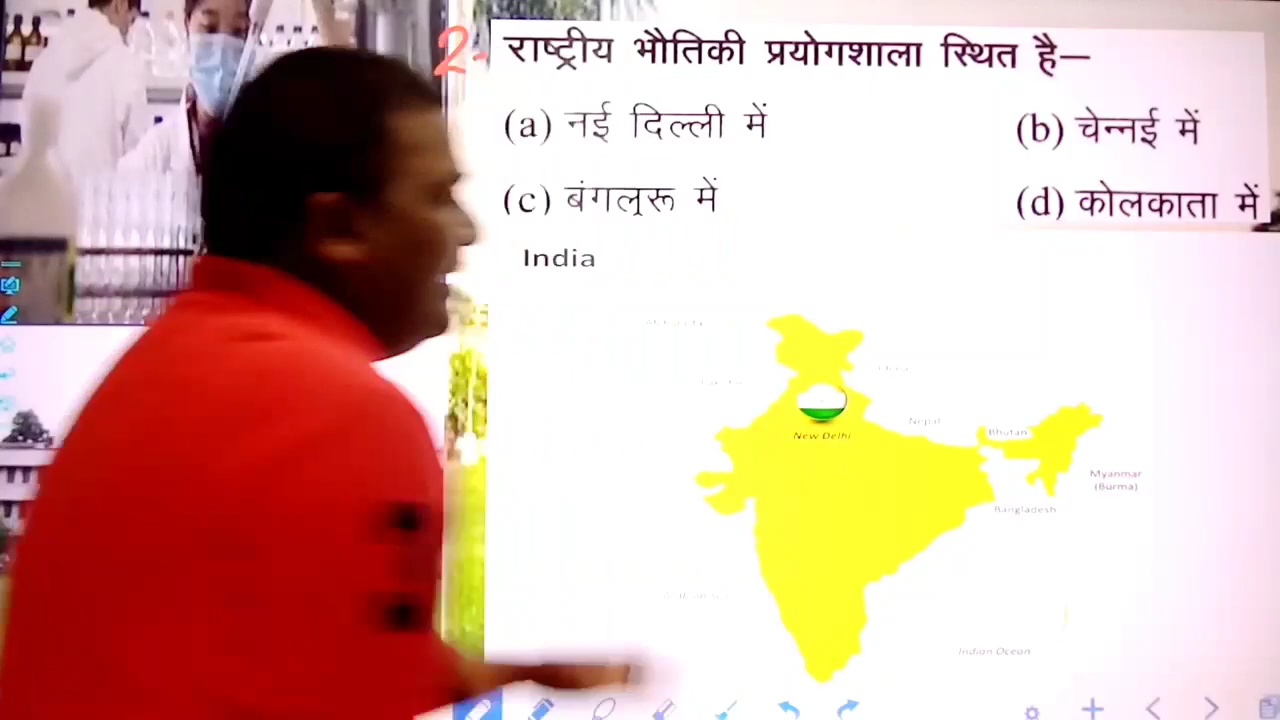 2- राष्ट्रीय भौतिकी प्रयोगशाला स्थित है—
(a) नई दिल्ली में
(b) चेन्नई में
(c) बंगलूरू में
(d) कोलकाता में
India
New Delhi
Nepal
Bhutan
Myanmar
(Burma)
Bangladesh
Indian Ocean